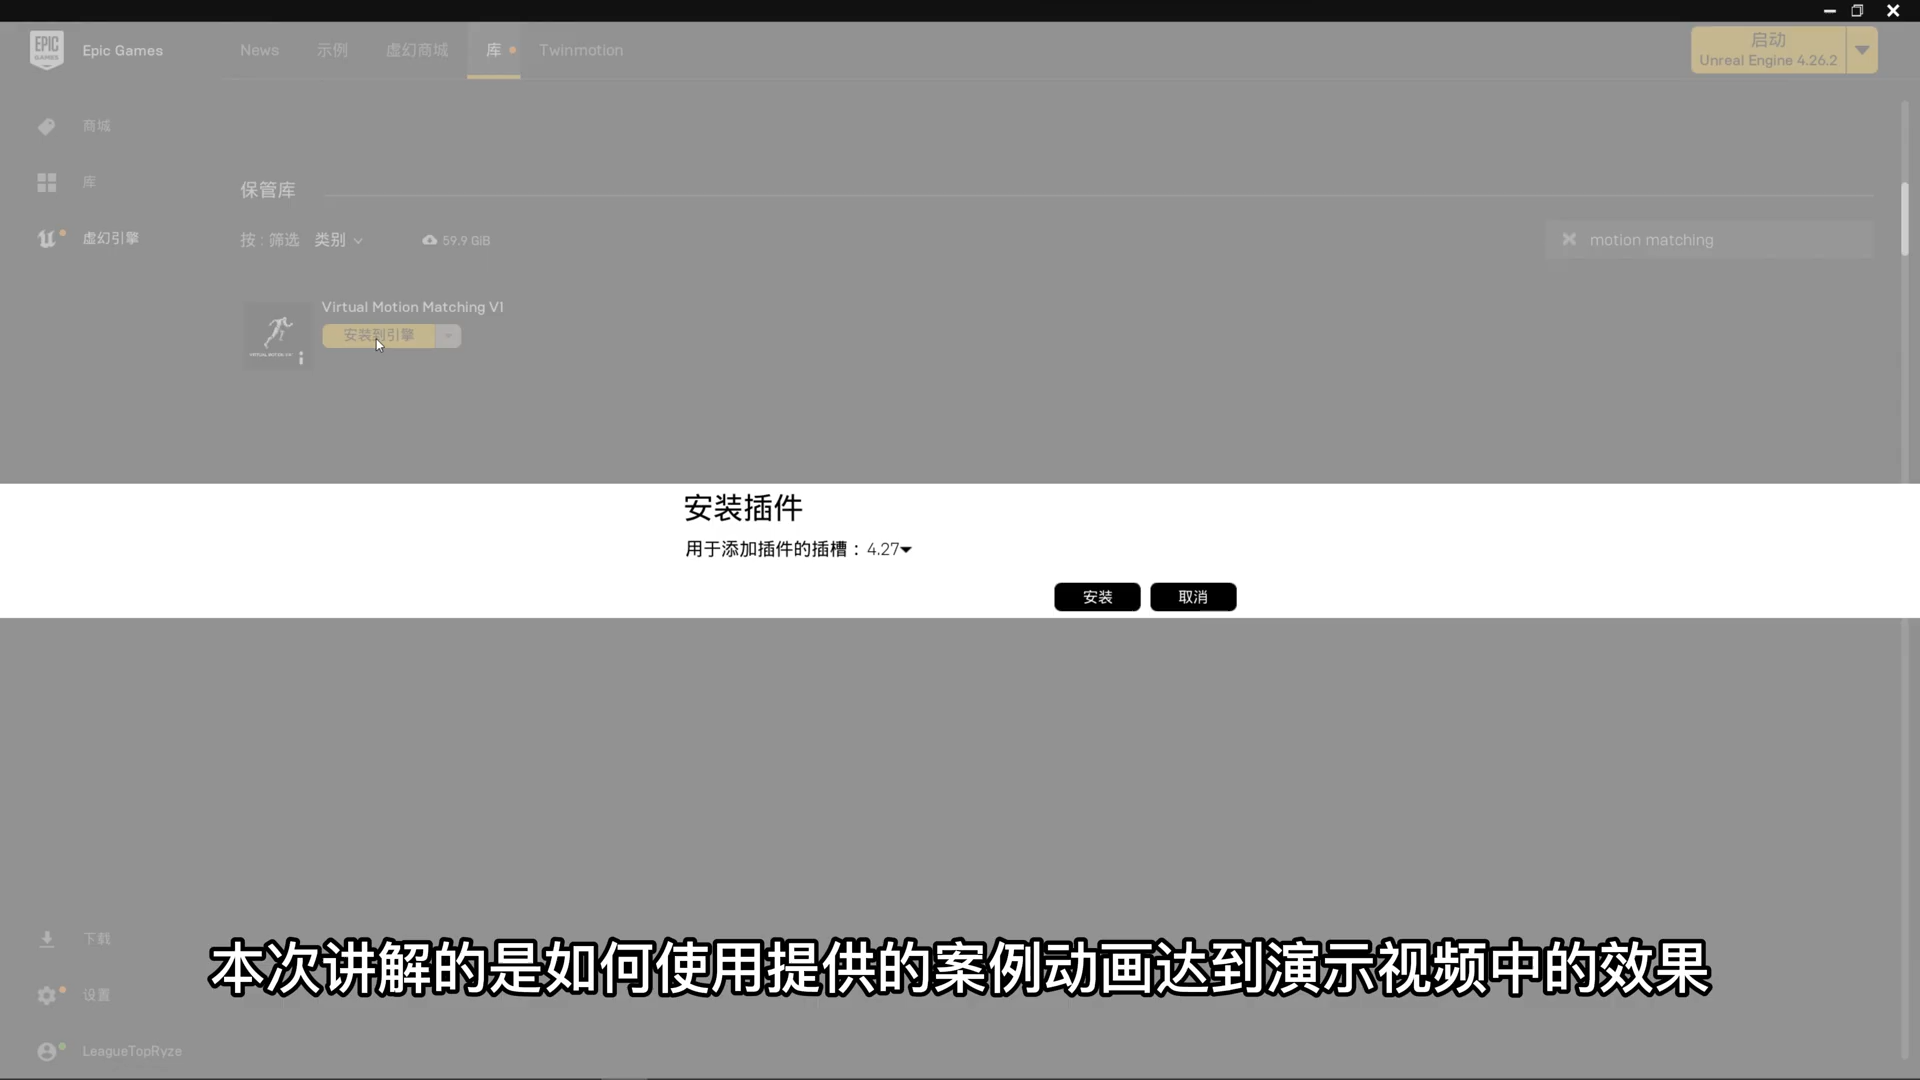 EPIC GAMES
Epic Games
News
示例
虚幻商城
库
Twinmotion
启动
Unreal Engine 4.26.2
商城
库
虚幻引擎
保管库
按 : 筛选 类别
59.9 GiB
motion matching
Virtual Motion Matching V1
安装到引擎
安装插件
用于添加插件的插槽： 4.27
安装
取消
下载
设置
LeagueTopRyze
本次讲解的是如何使用提供的案例动画达到演示视频中的效果